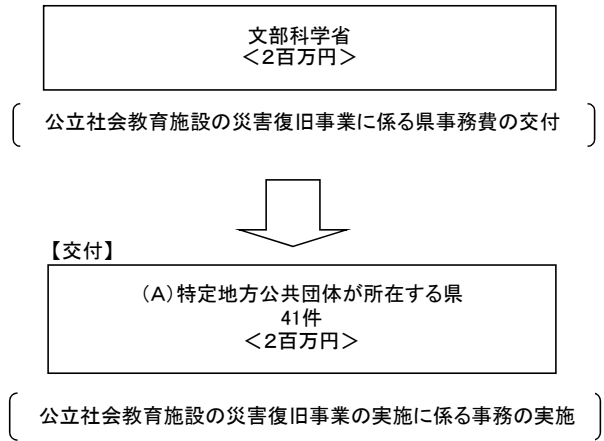 文部科学省
＜２百万円＞
公立社会教育施設の災害復旧事業に係る県事務費の交付
【交付】
（Ａ）特定地方公共団体が所在する県
41件
＜２百万円＞
公立社会教育施設の災害復旧事業の実施に係る事務の実施